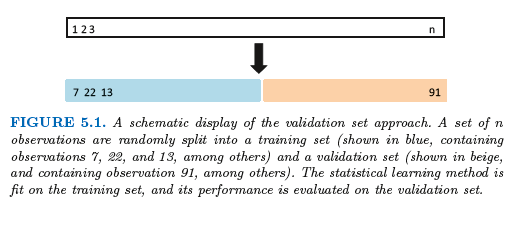 1 2 3 n
7 22 13 91
FIGURE 5.1. A schematic display of the validation set approach. A set of n
observations are randomly split into a training set (shown in blue, containing
observations 7, 22, and 13, among others) and a validation set (shown in beige,
and containing observation 91, among others). The statistical learning method is
fit on the training set, and its performance is evaluated on the validation set.